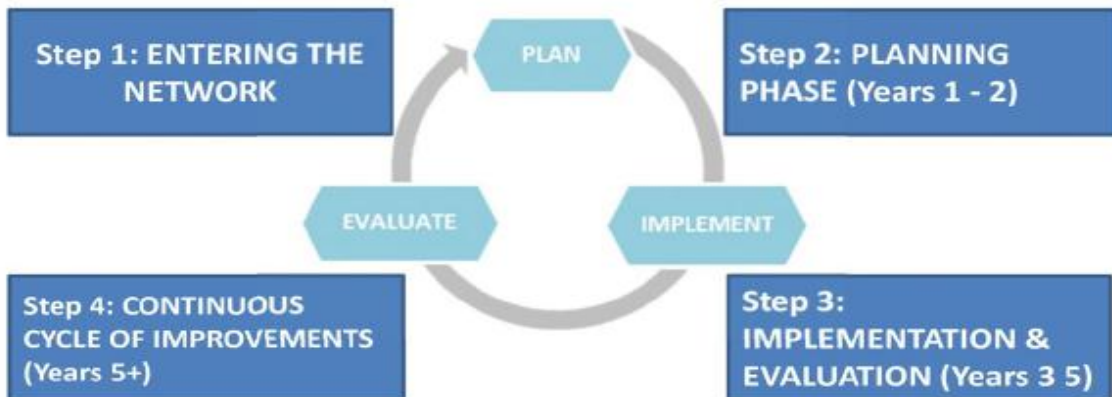 Step 1: ENTERING THE
NETWORK
PLAN
Step 2: PLANNING
PHASE (Years 1 - 2)
EVALUATE
IMPLEMENT
Step 4: CONTINUOUS
CYCLE OF IMPROVEMENTS
(Years 5+)
Step 3:
IMPLEMENTATION &
EVALUATION (Years 3 5)